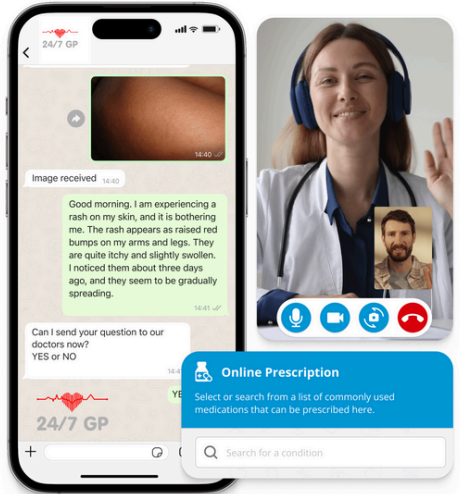 24/7 GP
14:40
Image received 14:40
Good morning. I am experiencing a
rash on my skin, and it is bothering
me. The rash appears as raised red
bumps on my arms and legs. They
are quite itchy and slightly swollen.
I noticed them about three days
ago, and they seem to be gradually
spreading.
14:41
Can I send your question to our
doctors now?
YES or NO
24/7 GP
Online Prescription
Select or search from a list of commonly used
medications that can be prescribed here.
Search for a condition